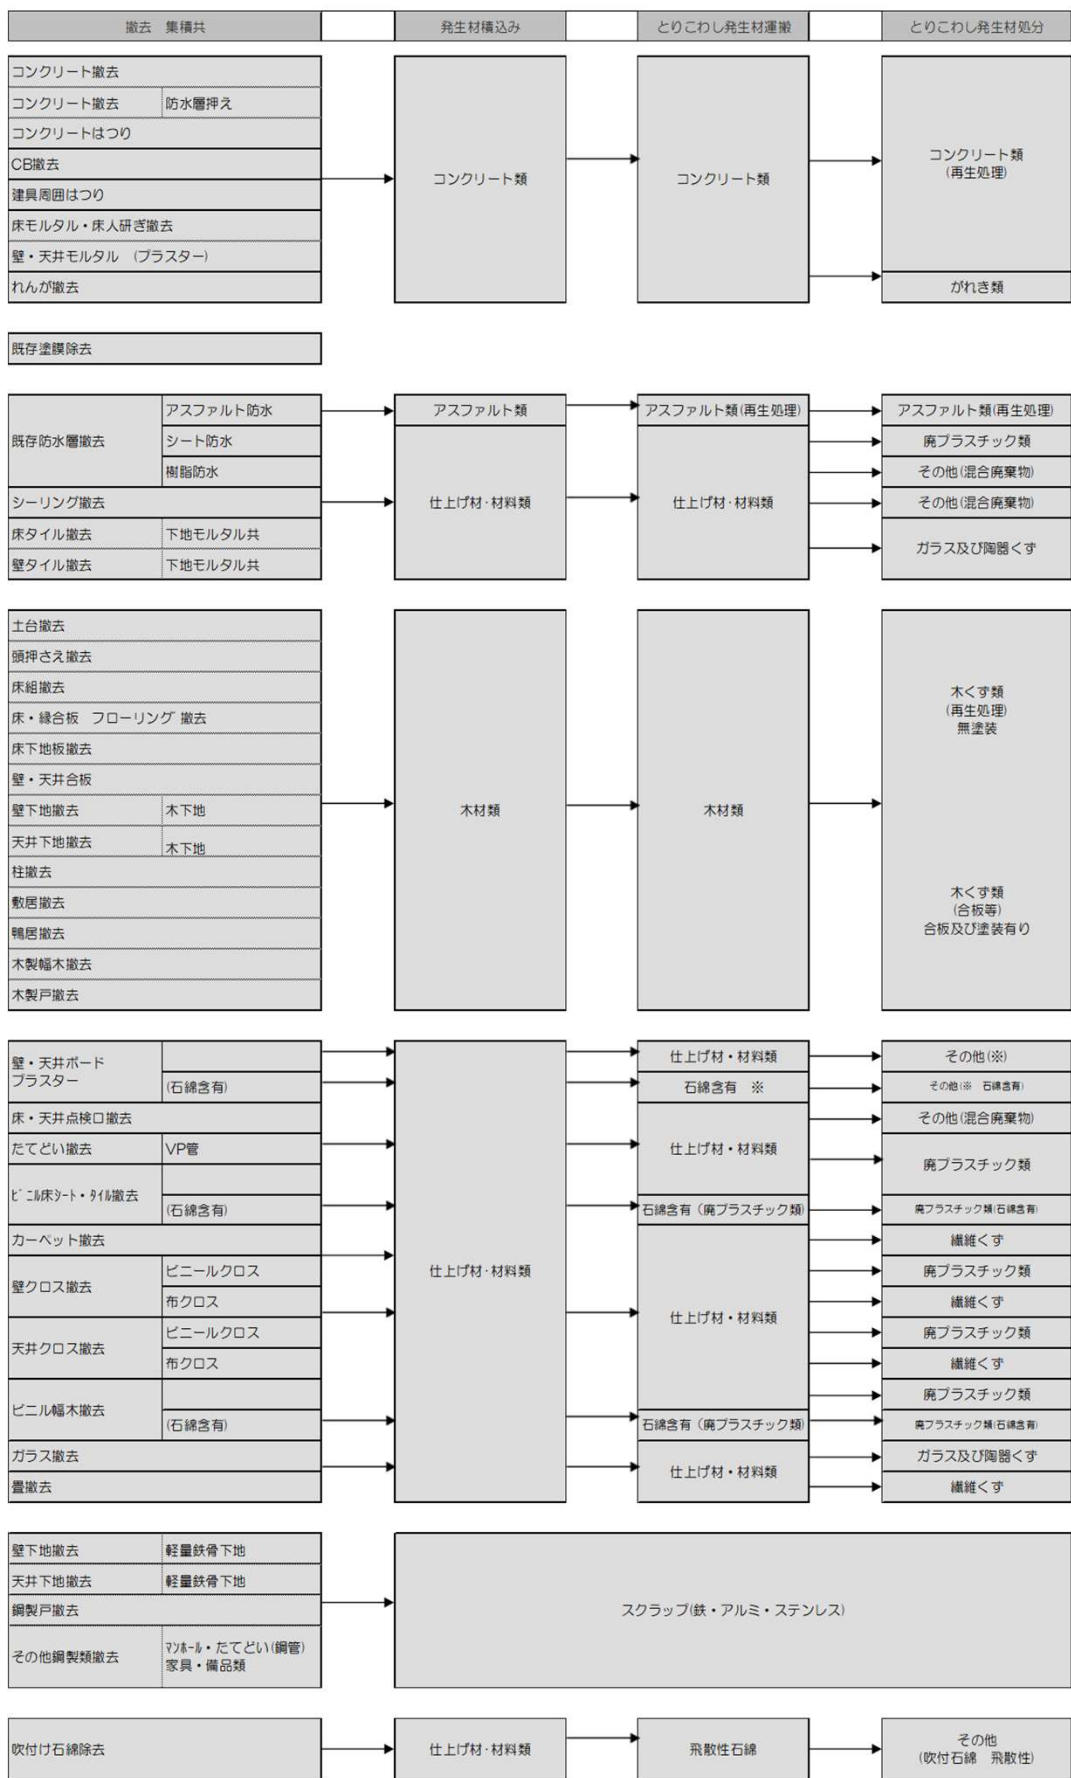 撤去　集積共
発生材積込み
とりこわし発生材運搬
とりこわし発生材処分
コンクリート撤去
コンクリート撤去　防水層押え
コンクリートはつり
CB撤去
建具周囲はつり
床モルタル・床人研ぎ撤去
壁・天井モルタル　(プラスター)
れんが撤去
コンクリート類
コンクリート類
コンクリート類
(再生処理)
がれき類
既存塗膜除去
既存防水層撤去
アスファルト防水
シート防水
樹脂防水
シーリング撤去
床タイル撤去　下地モルタル共
壁タイル撤去　下地モルタル共
アスファルト類
仕上げ材・材料類
アスファルト類(再生処理)
仕上げ材・材料類
アスファルト類(再生処理)
廃プラスチック類
その他(混合廃棄物)
その他(混合廃棄物)
ガラス及び陶器くず
土台撤去
頭押さえ撤去
床組撤去
床・縁合板　フローリング 撤去
床下地板撤去
壁・天井合板
壁下地撤去　木下地
天井下地撤去　木下地
柱撤去
敷居撤去
鴨居撤去
木製幅木撤去
木製戸撤去
木材類
木材類
木くず類
(再生処理)
無塗装
木くず類
(合板等)
合板及び塗装有り
壁・天井ボード
プラスター
(石綿含有)
床・天井点検口撤去
たてどい撤去　VP管
ﾋﾞﾆﾙ床ｼｰﾄ・ﾀｲﾙ撤去
(石綿含有)
カーペット撤去
壁クロス撤去
ビニールクロス
布クロス
天井クロス撤去
ビニールクロス
布クロス
ビニル幅木撤去
(石綿含有)
ガラス撤去
畳撤去
仕上げ材・材料類
仕上げ材・材料類
石綿含有　※
仕上げ材・材料類
石綿含有（廃プラスチック類）
仕上げ材・材料類
石綿含有（廃プラスチック類）
仕上げ材・材料類
その他(※)
その他(※　石綿含有)
その他(混合廃棄物)
廃プラスチック類
廃プラスチック類(石綿含有)
繊維くず
廃プラスチック類
繊維くず
廃プラスチック類
繊維くず
廃プラスチック類
廃プラスチック類(石綿含有)
ガラス及び陶器くず
繊維くず
壁下地撤去　軽量鉄骨下地
天井下地撤去　軽量鉄骨下地
鋼製戸撤去
その他鋼製類撤去
ﾏﾝﾎｰﾙ・たてどい(鋼管)
家具・備品類
スクラップ(鉄・アルミ・ステンレス)
吹付け石綿除去
仕上げ材・材料類
飛散性石綿
その他
(吹付石綿　飛散性)